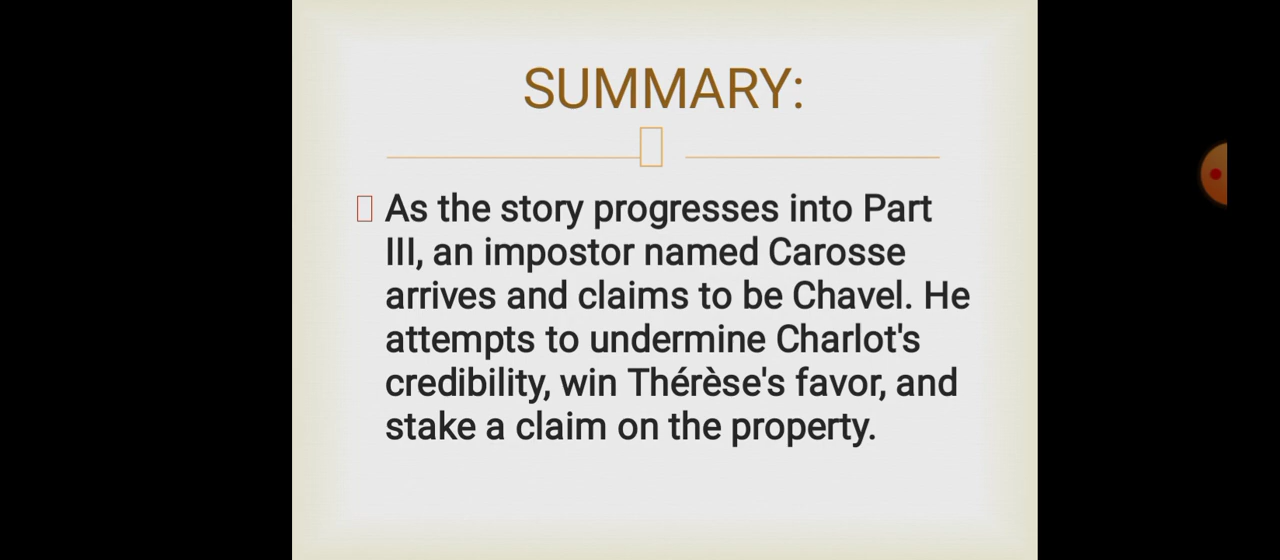 SUMMARY:
As the story progresses into Part
III, an impostor named Carosse
arrives and claims to be Chavel. He
attempts to undermine Charlot's
credibility, win Thérèse's favor, and
stake a claim on the property.